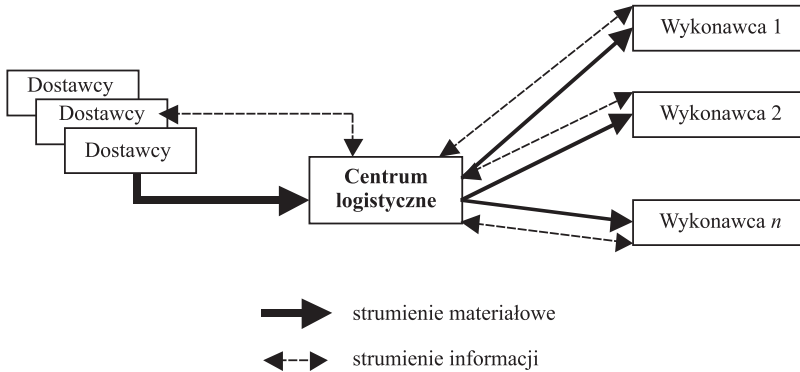 Dostawcy
Dostawcy
Dostawcy
Centrum
logistyczne
Wykonawca 1
Wykonawca 2
Wykonawca n
strumienie materiałowe
strumienie informacji